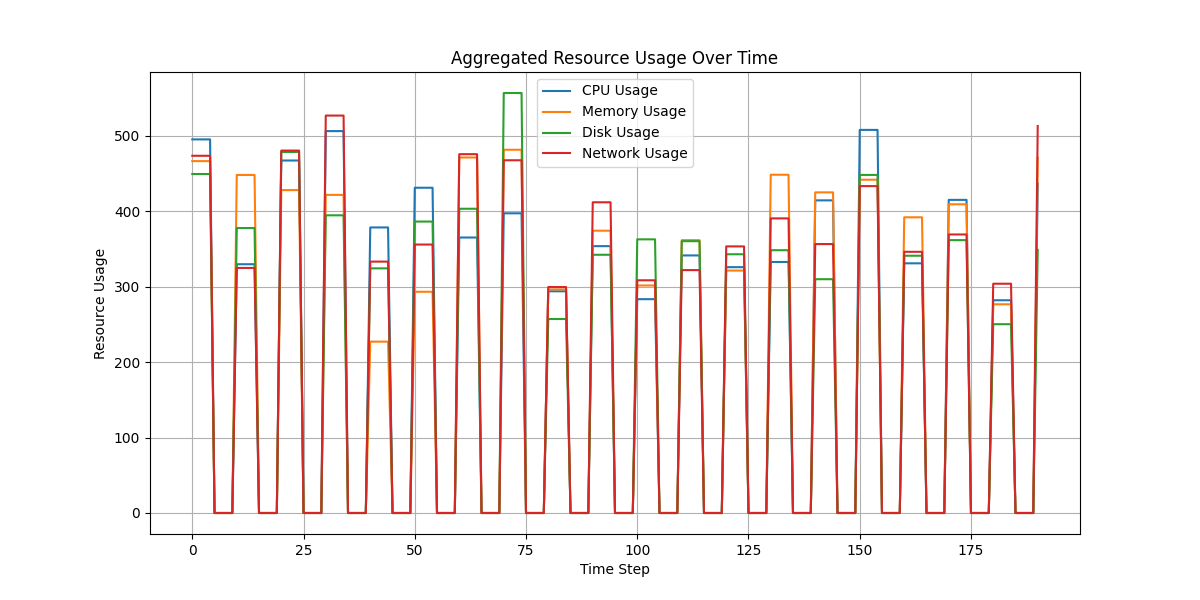 Aggregated Resource Usage Over Time
CPU Usage
Memory Usage
Disk Usage
Network Usage
Resource Usage
500
400
300
200
100
0
0 25 50 75 100 125 150 175
Time Step